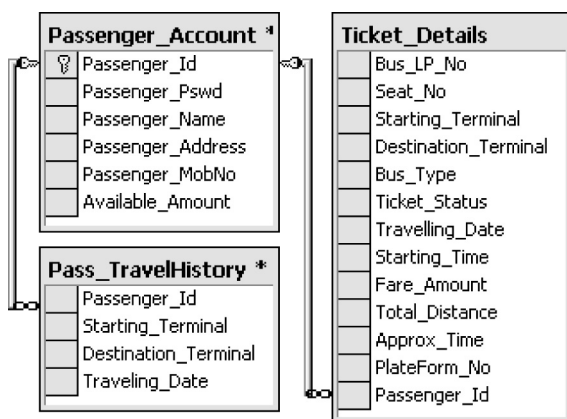 Passenger_Account *
Passenger_Id
Passenger_Pswd
Passenger_Name
Passenger_Address
Passenger_MobNo
Available_Amount
Pass_TravelHistory *
Passenger_Id
Starting_Terminal
Destination_Terminal
Traveling_Date
Ticket_Details
Bus_LP_No
Seat_No
Starting_Terminal
Destination_Terminal
Bus_Type
Ticket_Status
Travelling_Date
Starting_Time
Fare_Amount
Total_Distance
Approx_Time
PlateForm_No
Passenger_Id